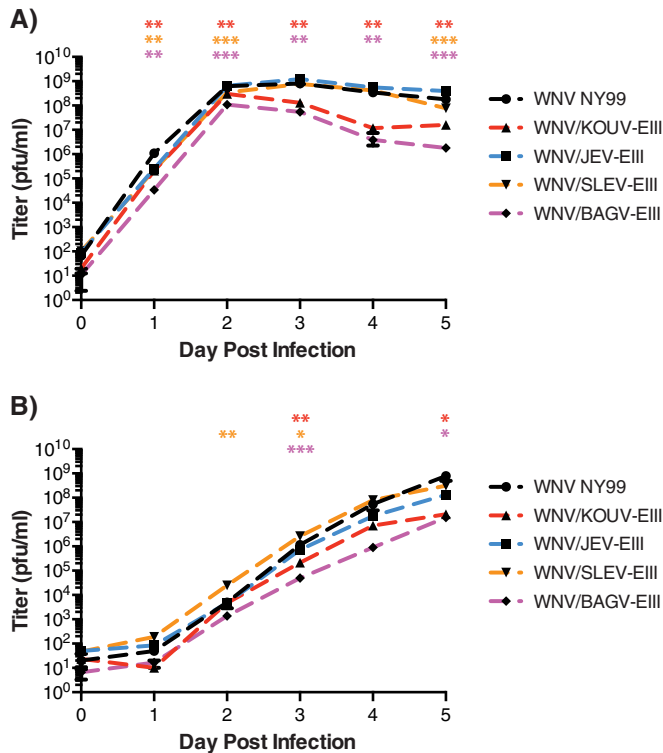 A)
** ** ** ** **
** *** ***
** *** ** ** ***
10^10
10^9
10^8
10^7
10^6
10^5
10^4
10^3
10^2
10^1
10^0
Titer (pfu/ml)
0 1 2 3 4 5
Day Post Infection
WNV NY99
WNV/KOUV-EIII
WNV/JEV-EIII
WNV/SLEV-EIII
WNV/BAGV-EIII
B)
** *
** * *
***
10^10
10^9
10^8
10^7
10^6
10^5
10^4
10^3
10^2
10^1
10^0
Titer (pfu/ml)
0 1 2 3 4 5
Day Post Infection
WNV NY99
WNV/KOUV-EIII
WNV/JEV-EIII
WNV/SLEV-EIII
WNV/BAGV-EIII